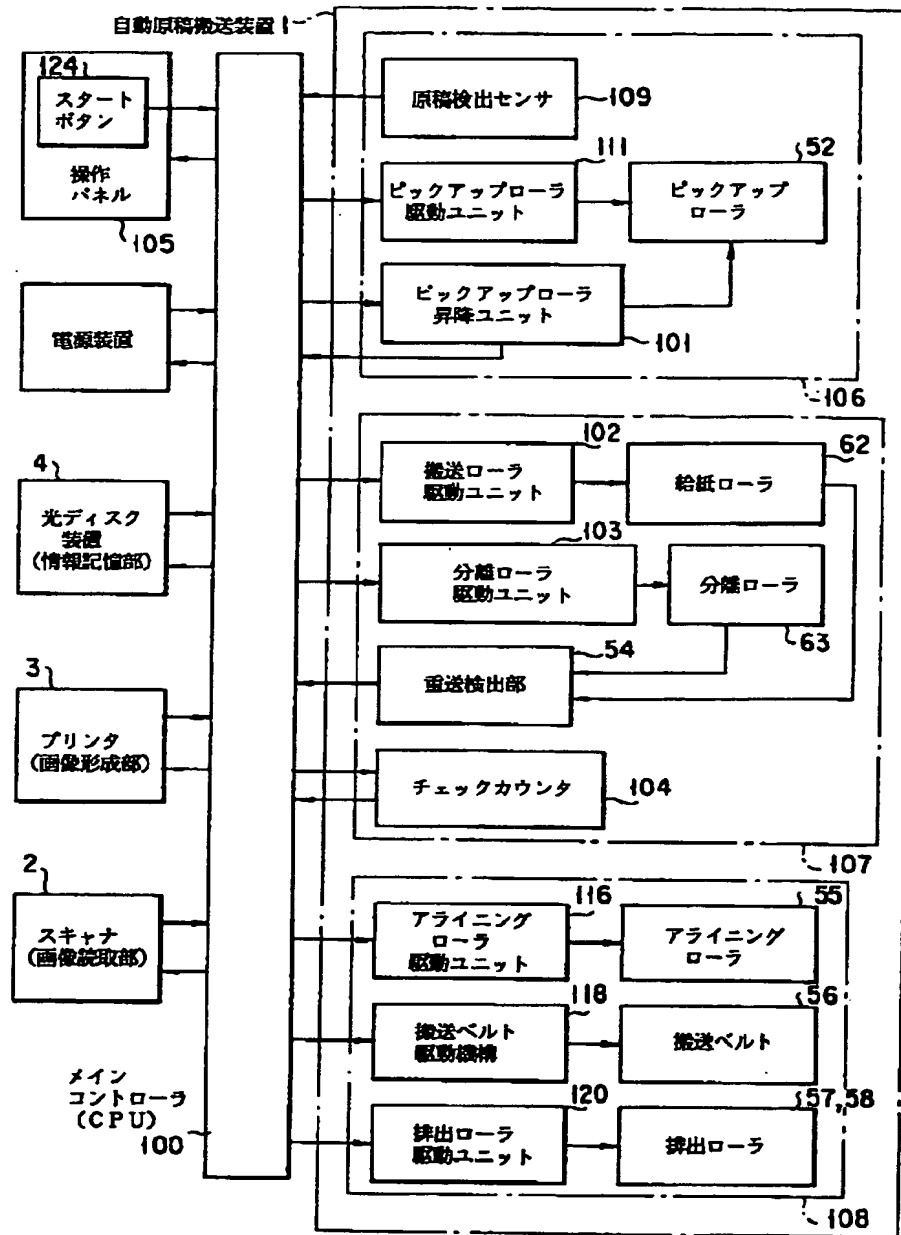 自動原稿搬送装置 1
124
スタート
ボタン
操作
パネル
105
電源装置
4
光ディスク
装置
(情報記憶部)
3
プリンタ
(画像形成部)
2
スキャナ
(画像読取部)
メイン
コントローラ
(CPU)
100
原稿検出センサ
109
111
ピックアップローラ
駆動ユニット
52
ピックアップ
ローラ
ピックアップローラ
昇降ユニット
101
106
102
搬送ローラ
駆動ユニット
62
給紙ローラ
103
分離ローラ
駆動ユニット
分離ローラ
63
54
重送検出部
チェックカウンタ
104
107
116
アライニング
ローラ
駆動ユニット
55
アライニング
ローラ
118
搬送ベルト
駆動機構
56
搬送ベルト
120
排出ローラ
駆動ユニット
57,58
排出ローラ
108